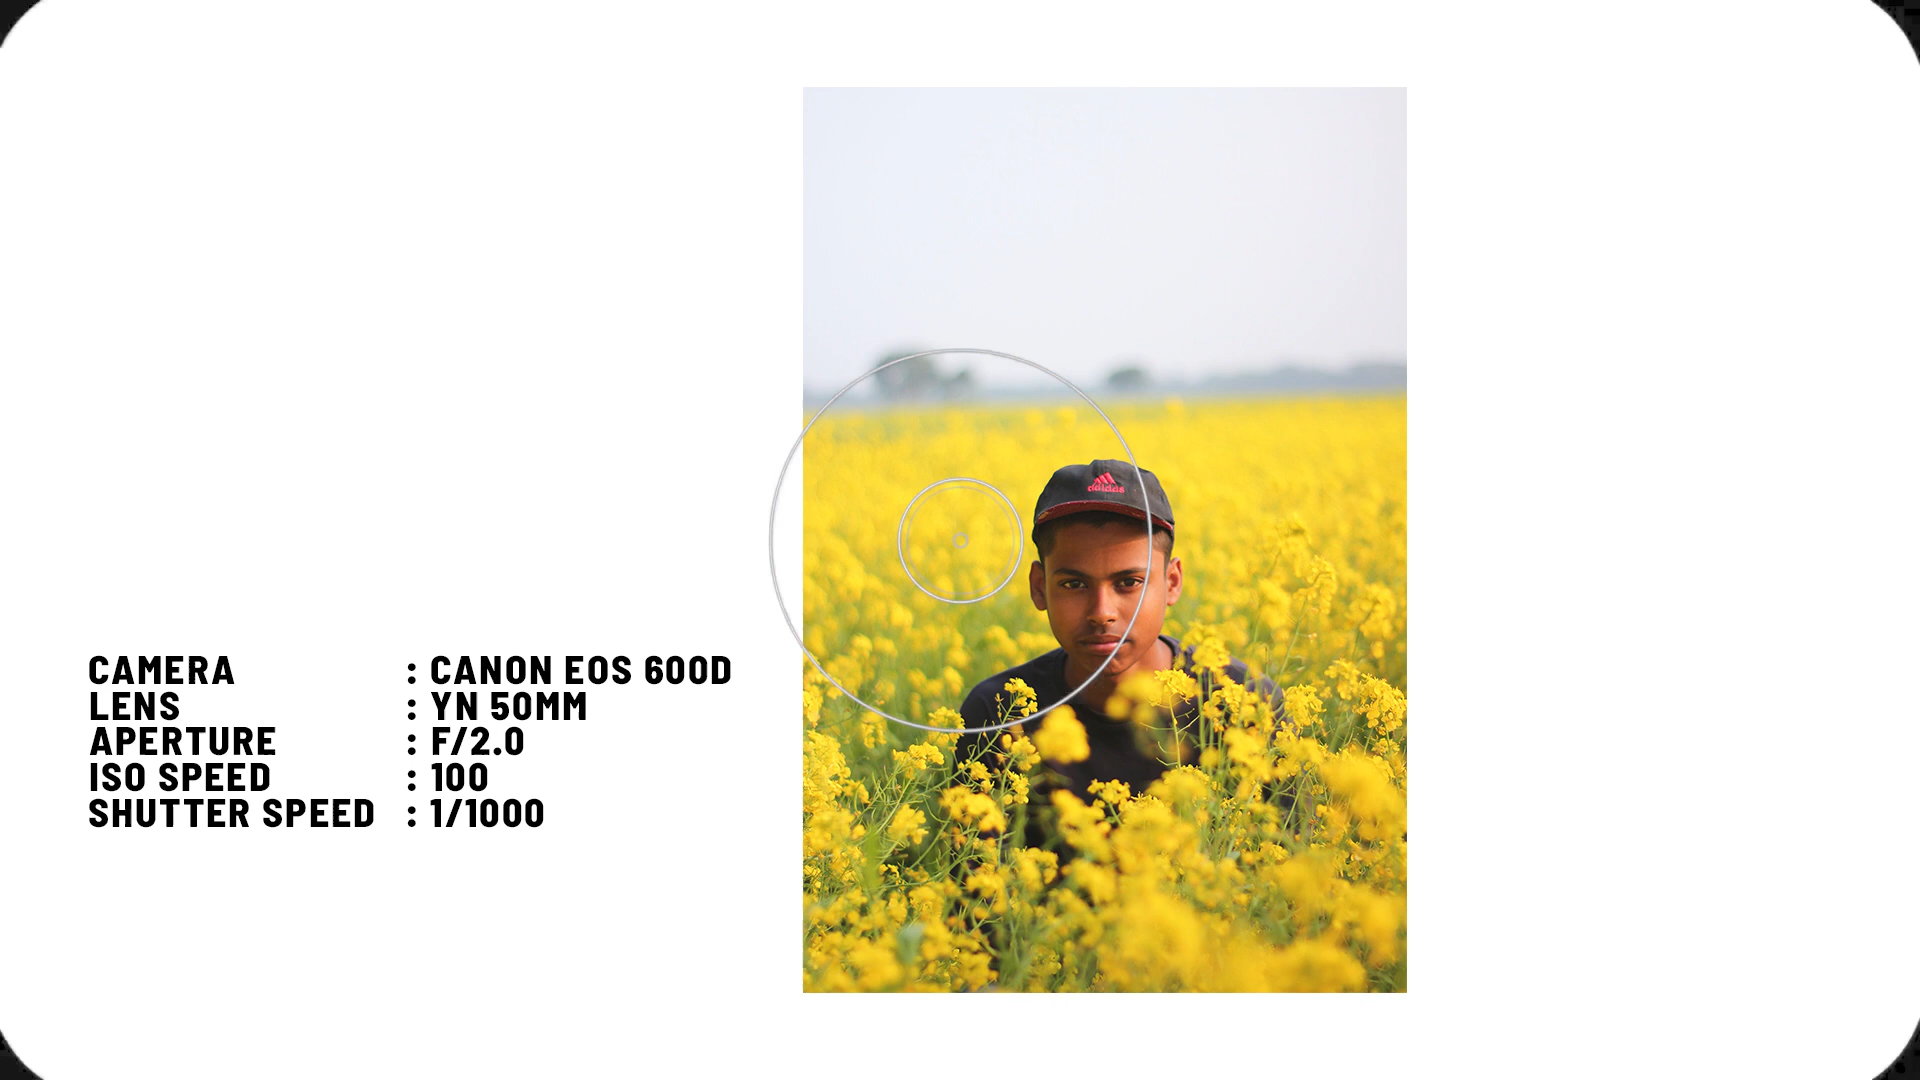 adidas
CAMERA : CANON EOS 600D
LENS : YN 50MM
APERTURE : F/2.0
ISO SPEED : 100
SHUTTER SPEED : 1/1000